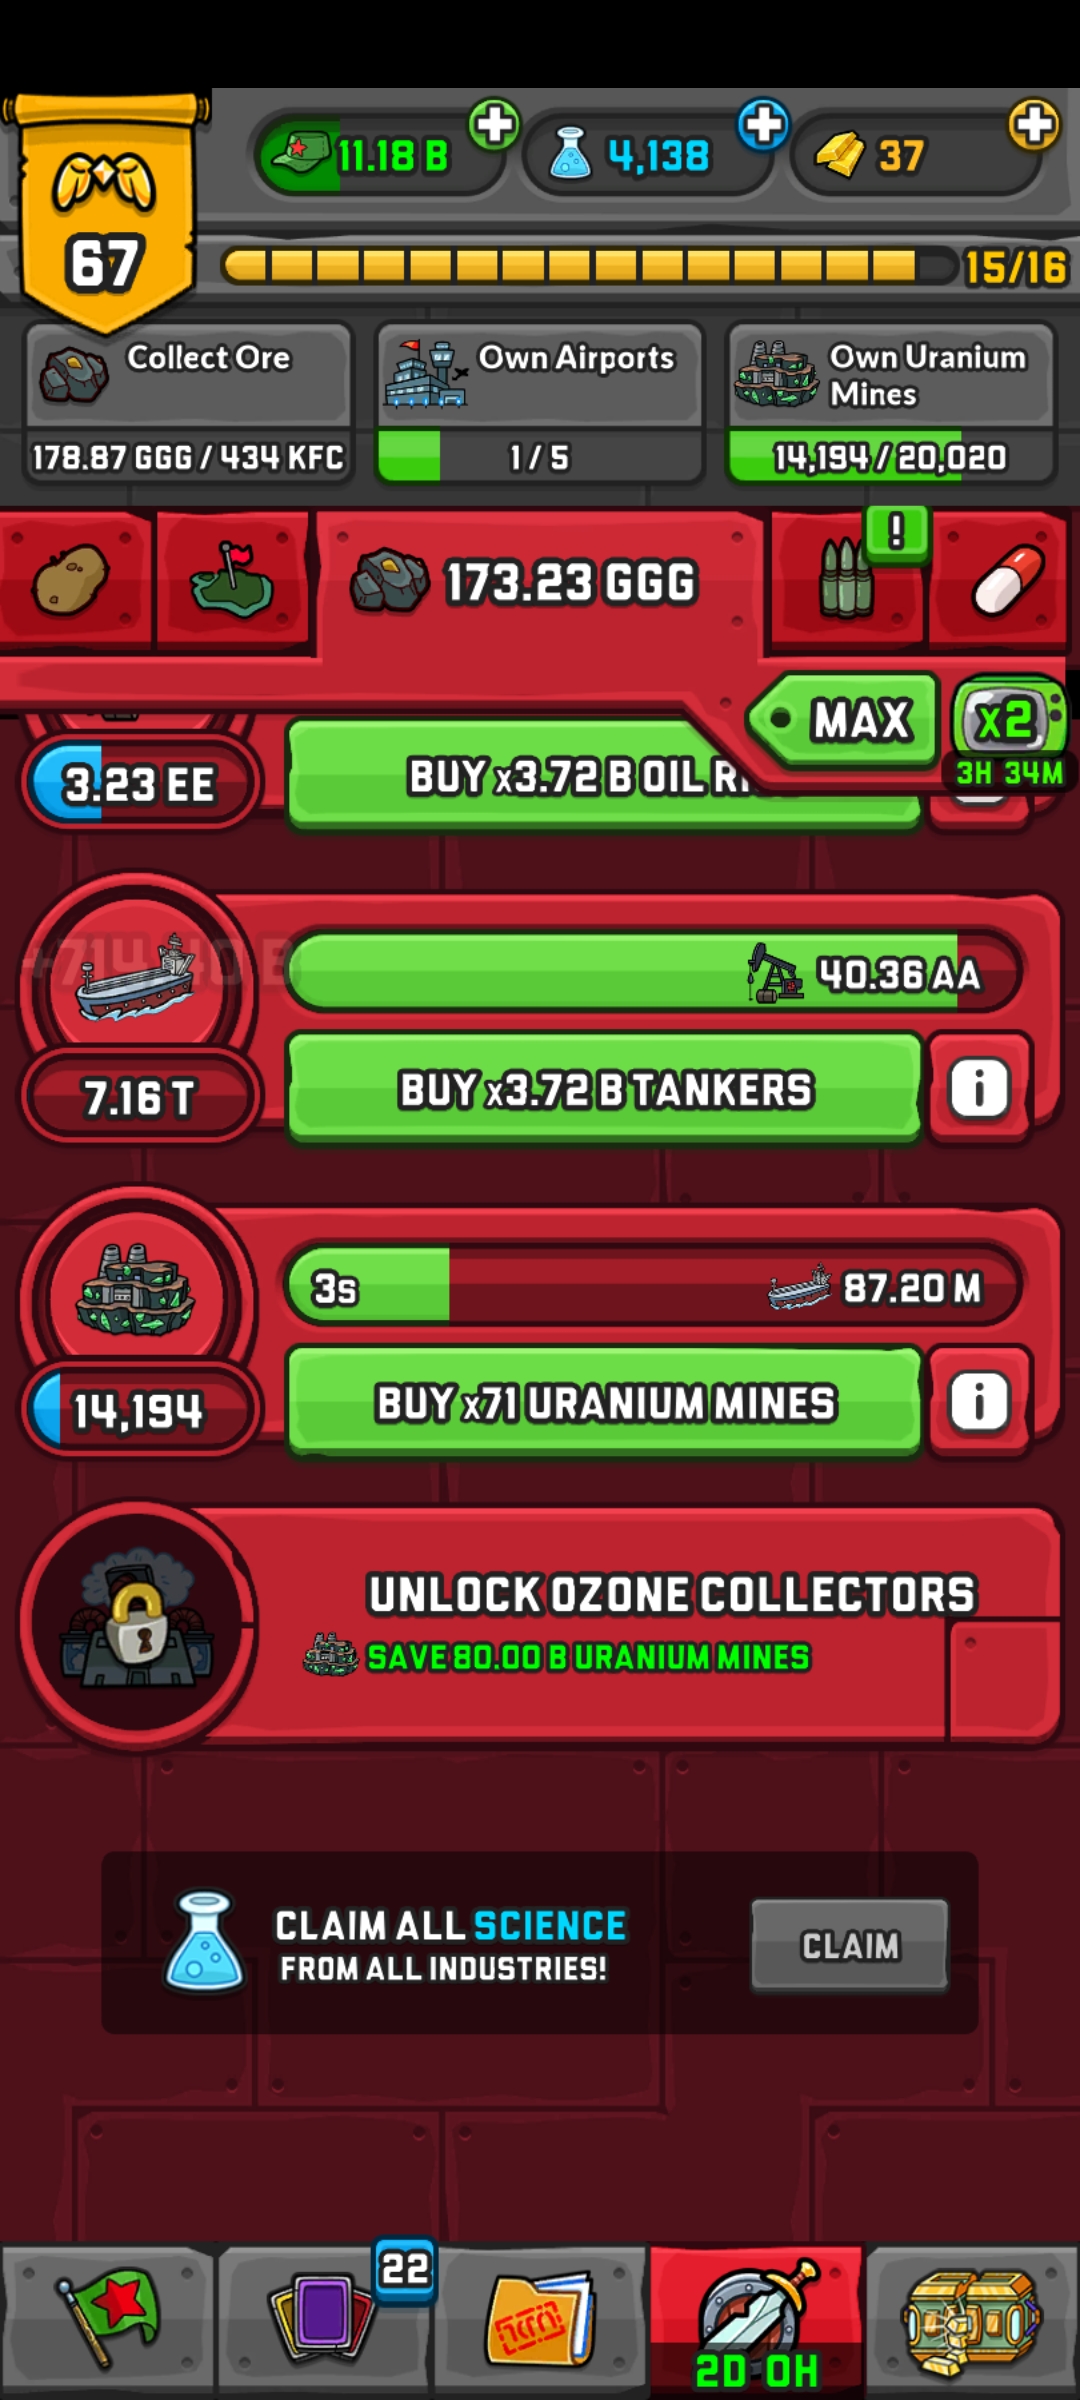 11.18 B
4,138
37
67
15/16
Collect Ore
178.87 GGG / 434 KFC
Own Airports
1 / 5
Own Uranium
Mines
14,194 / 20,020
173.23 GGG
!
MAX
x2
3H 34M
3.23 EE
BUY x3.72 B OIL
+714.40 B
40.36 AA
7.16 T
BUY x3.72 B TANKERS
i
3s
87.20 M
14,194
BUY x71 URANIUM MINES
i
UNLOCK OZONE COLLECTORS
SAVE 80.00 B URANIUM MINES
CLAIM ALL SCIENCE
FROM ALL INDUSTRIES!
CLAIM
22
2D 0H